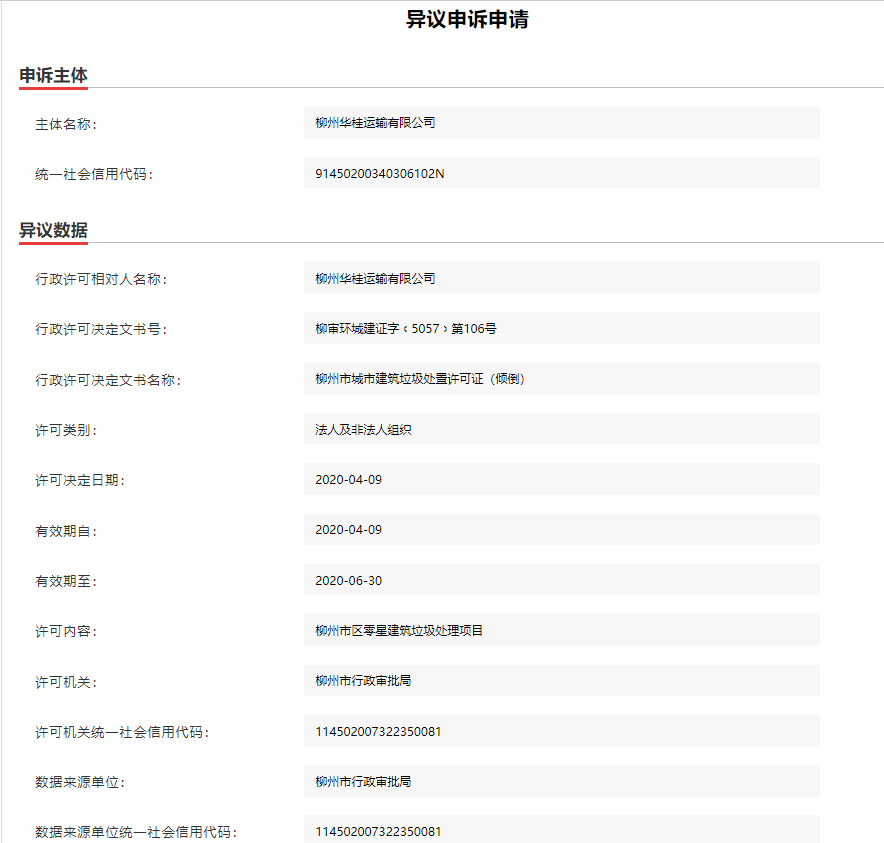 异议申诉申请
申诉主体
主体名称：
柳州华桂运输有限公司
统一社会信用代码：
91450200340306102N
异议数据
行政许可相对人名称：
柳州华桂运输有限公司
行政许可决定文书号：
柳审环城建证字﹤5057﹥第106号
行政许可决定文书名称：
柳州市城市建筑垃圾处置许可证（倾倒）
许可类别：
法人及非法人组织
许可决定日期：
2020-04-09
有效期自：
2020-04-09
有效期至：
2020-06-30
许可内容：
柳州市区零星建筑垃圾处理项目
许可机关：
柳州市行政审批局
许可机关统一社会信用代码：
114502007322350081
数据来源单位：
柳州市行政审批局
数据来源单位统一社会信用代码：
114502007322350081